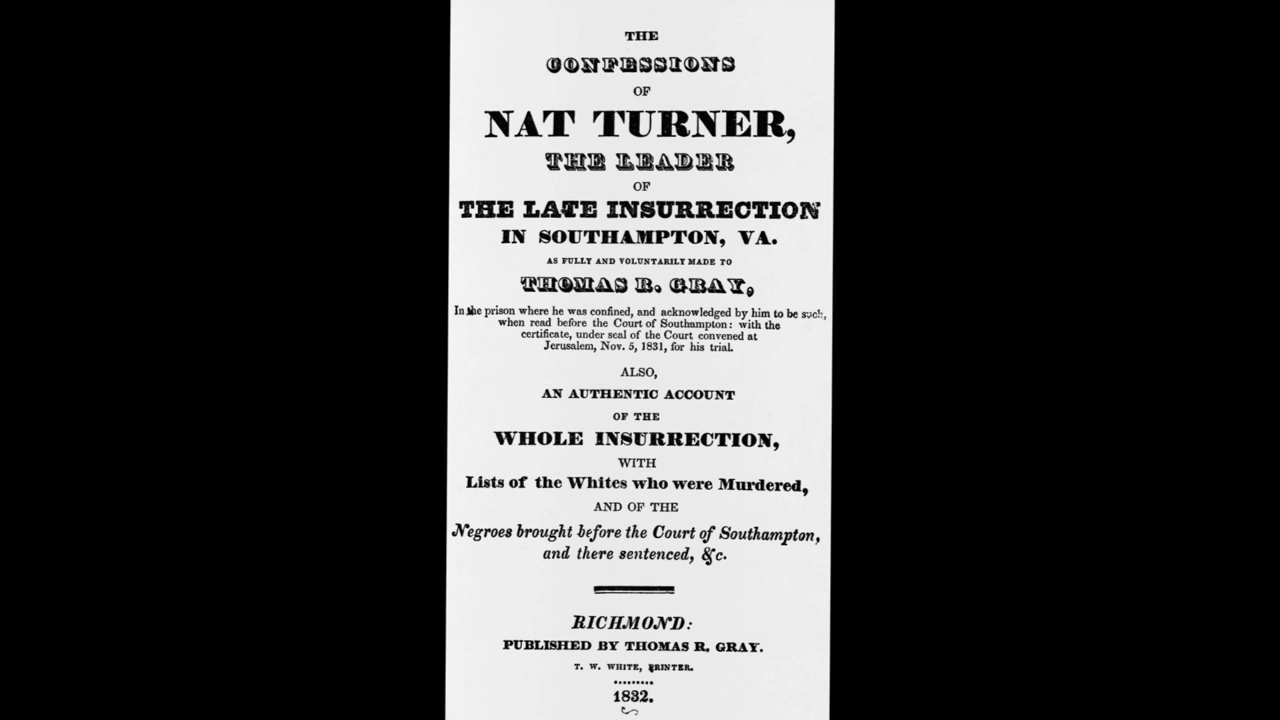 THE
CONFESSIONS
OF
NAT TURNER,
THE LEADER
OF
THE LATE INSURRECTION
IN SOUTHAMPTON, VA.
AS FULLY AND VOLUNTARILY MADE TO
THOMAS R. GRAY,
In the prison where he was confined, and acknowledged by him to be such,
when read before the Court of Southampton: with the
certificate, under seal of the Court convened at
Jerusalem, Nov. 5, 1831, for his trial.
ALSO,
AN AUTHENTIC ACCOUNT
OF THE
WHOLE INSURRECTION,
WITH
Lists of the Whites who were Murdered,
AND OF THE
Negroes brought before the Court of Southampton,
and there sentenced, &c.
RICHMOND:
PUBLISHED BY THOMAS R. GRAY.
T. W. WHITE, PRINTER.
1832.